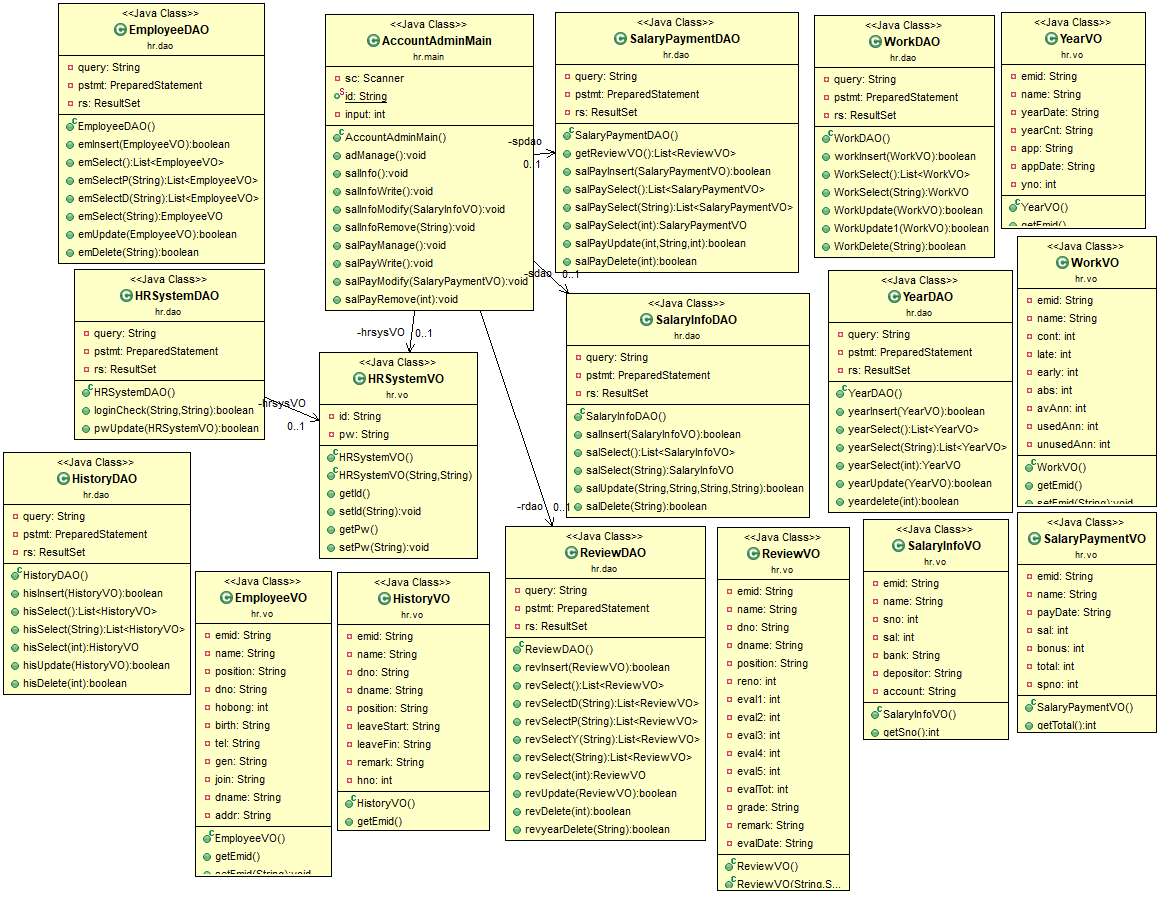 <<Java Class>>
EmployeeDAO
hr.dao
query: String
pstmt: PreparedStatement
rs: ResultSet
EmployeeDAO()
emInsert(EmployeeVO):boolean
emSelect():List<EmployeeVO>
emSelectP(String):List<EmployeeVO>
emSelectD(String):List<EmployeeVO>
emSelect(String):EmployeeVO
emUpdate(EmployeeVO):boolean
emDelete(String):boolean
<<Java Class>>
AccountAdminMain
hr.main
sc: Scanner
id: String
input: int
AccountAdminMain()
adManage():void
salInfo():void
salInfoWrite():void
salInfoModify(SalaryInfoVO):void
salInfoRemove(String):void
salPayManage():void
salPayWrite():void
salPayModify(SalaryPaymentVO):void
salPayRemove(int):void
-spdao
0..1
<<Java Class>>
SalaryPaymentDAO
hr.dao
query: String
pstmt: PreparedStatement
rs: ResultSet
SalaryPaymentDAO()
getReviewVO():List<ReviewVO>
salPayInsert(SalaryPaymentVO):boolean
salPaySelect():List<SalaryPaymentVO>
salPaySelect(String):List<SalaryPaymentVO>
salPaySelect(int):SalaryPaymentVO
salPayUpdate(int,String,int):boolean
salPayDelete(int):boolean
<<Java Class>>
WorkDAO
hr.dao
query: String
pstmt: PreparedStatement
rs: ResultSet
WorkDAO()
workInsert(WorkVO):boolean
WorkSelect():List<WorkVO>
WorkSelect(String):WorkVO
WorkUpdate(WorkVO):boolean
WorkUpdate1(WorkVO):boolean
WorkDelete(String):boolean
<<Java Class>>
YearVO
hr.vo
emid: String
name: String
yearDate: String
yearCnt: String
app: String
appDate: String
yno: int
YearVO()
getEmid()
<<Java Class>>
HRSystemDAO
hr.dao
query: String
pstmt: PreparedStatement
rs: ResultSet
HRSystemDAO()
loginCheck(String,String):boolean
pwUpdate(HRSystemVO):boolean
-hrsysVO
0..1
-hrsysVO
0..1
<<Java Class>>
HRSystemVO
hr.vo
id: String
pw: String
HRSystemVO()
HRSystemVO(String,String)
getId()
setId(String):void
getPw()
setPw(String):void
-sdao
0..1
<<Java Class>>
SalaryInfoDAO
hr.dao
query: String
pstmt: PreparedStatement
rs: ResultSet
SalaryInfoDAO()
salInsert(SalaryInfoVO):boolean
salSelect():List<SalaryInfoVO>
salSelect(String):SalaryInfoVO
salUpdate(String,String,String,String):boolean
salDelete(String):boolean
<<Java Class>>
YearDAO
hr.dao
query: String
pstmt: PreparedStatement
rs: ResultSet
YearDAO()
yearInsert(YearVO):boolean
yearSelect():List<YearVO>
yearSelect(String):List<YearVO>
yearSelect(int):YearVO
yearUpdate(YearVO):boolean
yeardelete(int):boolean
<<Java Class>>
WorkVO
hr.vo
emid: String
name: String
cont: int
late: int
early: int
abs: int
avAnn: int
usedAnn: int
unusedAnn: int
WorkVO()
getEmid()
setEmid(String):void
<<Java Class>>
HistoryDAO
hr.dao
query: String
pstmt: PreparedStatement
rs: ResultSet
HistoryDAO()
hisInsert(HistoryVO):boolean
hisSelect():List<HistoryVO>
hisSelect(String):List<HistoryVO>
hisSelect(int):HistoryVO
hisUpdate(HistoryVO):boolean
hisDelete(int):boolean
<<Java Class>>
EmployeeVO
hr.vo
emid: String
name: String
position: String
dno: String
hobong: int
birth: String
tel: String
gen: String
join: String
dname: String
addr: String
EmployeeVO()
getEmid()
setEmid(String):void
<<Java Class>>
HistoryVO
hr.vo
emid: String
name: String
dno: String
dname: String
position: String
leaveStart: String
leaveFin: String
remark: String
hno: int
HistoryVO()
getEmid()
-rdao
0..1
<<Java Class>>
ReviewDAO
hr.dao
query: String
pstmt: PreparedStatement
rs: ResultSet
ReviewDAO()
revInsert(ReviewVO):boolean
revSelect():List<ReviewVO>
revSelectD(String):List<ReviewVO>
revSelectP(String):List<ReviewVO>
revSelectY(String):List<ReviewVO>
revSelect(String):List<ReviewVO>
revSelect(int):ReviewVO
revUpdate(ReviewVO):boolean
revDelete(int):boolean
revyearDelete(String):boolean
<<Java Class>>
ReviewVO
hr.vo
emid: String
name: String
dno: String
dname: String
position: String
reno: int
eval1: int
eval2: int
eval3: int
eval4: int
eval5: int
evalTot: int
grade: String
remark: String
evalDate: String
ReviewVO()
ReviewVO(String,S...
<<Java Class>>
SalaryInfoVO
hr.vo
emid: String
name: String
sno: int
sal: int
bank: String
depositor: String
account: String
SalaryInfoVO()
getSno():int
<<Java Class>>
SalaryPaymentVO
hr.vo
emid: String
name: String
payDate: String
sal: int
bonus: int
total: int
spno: int
SalaryPaymentVO()
getTotal():int